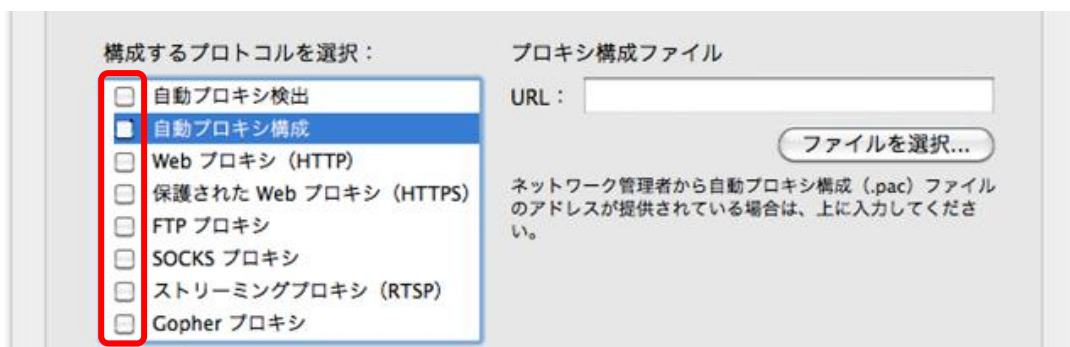 構成するプロトコルを選択：
自動プロキシ検出
自動プロキシ構成
Web プロキシ（HTTP）
保護された Web プロキシ（HTTPS）
FTP プロキシ
SOCKS プロキシ
ストリーミングプロキシ（RTSP）
Gopher プロキシ
プロキシ構成ファイル
URL：
ファイルを選択...
ネットワーク管理者から自動プロキシ構成（.pac）ファイル
のアドレスが提供されている場合は、上に入力してくださ
い。